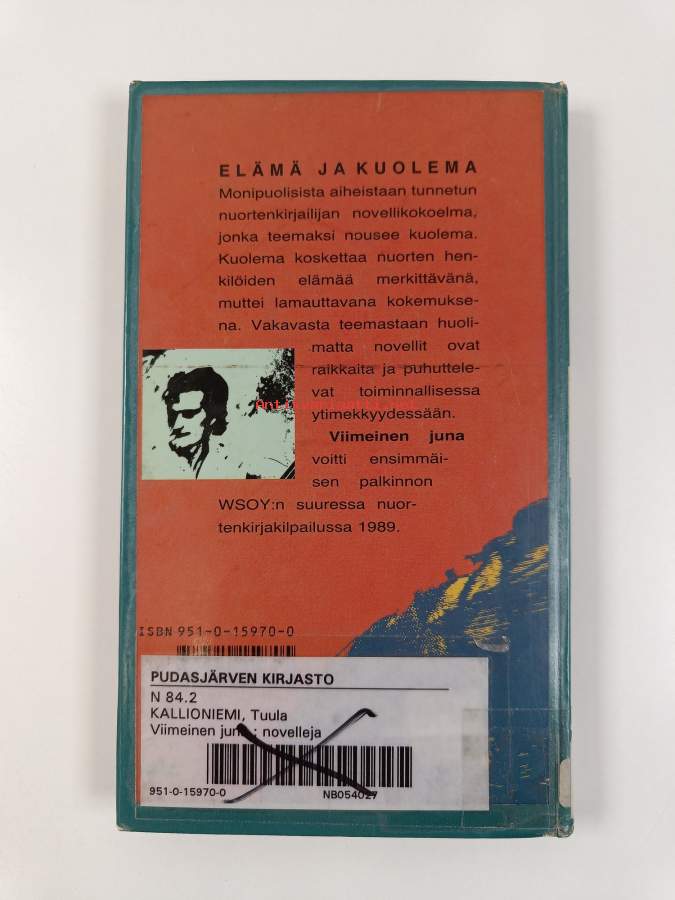 ELÄMÄ JA KUOLEMA
Monipuolisista aiheistaan tunnetun
nuortenkirjailijan novellikokoelma,
jonka teemaksi nousee kuolema.
Kuolema koskettaa nuorten hen-
kilöiden elämää merkittävänä,
muttei lamauttavana kokemukse-
na. Vakavasta teemastaan huoli-
matta novellit ovat
raikkaita ja puhuttele-
vat toiminnallisessa
ytimekkyydessään.
Viimeinen juna
voitti ensimmäi-
sen palkinnon
WSOY:n suuressa nuor-
tenkirjakilpailussa 1989.
ISBN 951-0-15970-0
PUDASJÄRVEN KIRJASTO
N 84.2
KALLIONIEMI, Tuula
Viimeinen juna : novelleja
951-0-15970-0 NB054027